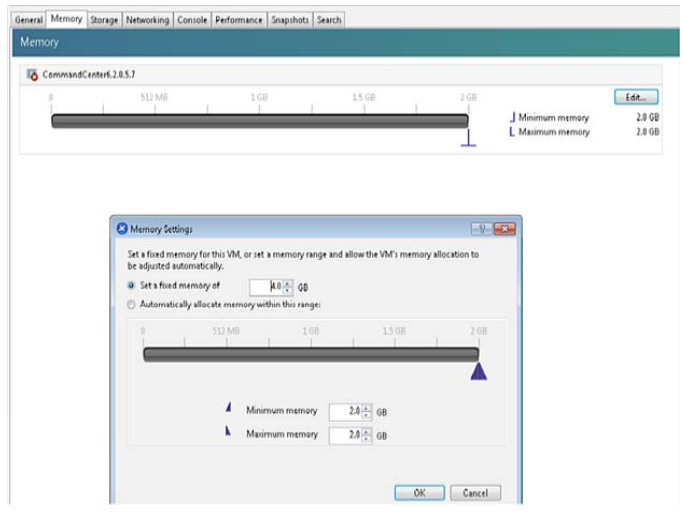 General Memory Storage Networking Console Performance Snapshots Search
Memory
CommandCenter6.2.0.5.7
0 512 MB 1 GB 1.5 GB 2 GB
Edit...
Minimum memory 2.0 GB
Maximum memory 2.0 GB
Memory Settings
Set a fixed memory for this VM, or set a memory range and allow the VM's memory allocation to
be adjusted automatically.
Set a fixed memory of 4.0 GB
Automatically allocate memory within this range:
0 512 MB 1 GB 1.5 GB 2 GB
Minimum memory 2.0 GB
Maximum memory 2.0 GB
OK Cancel